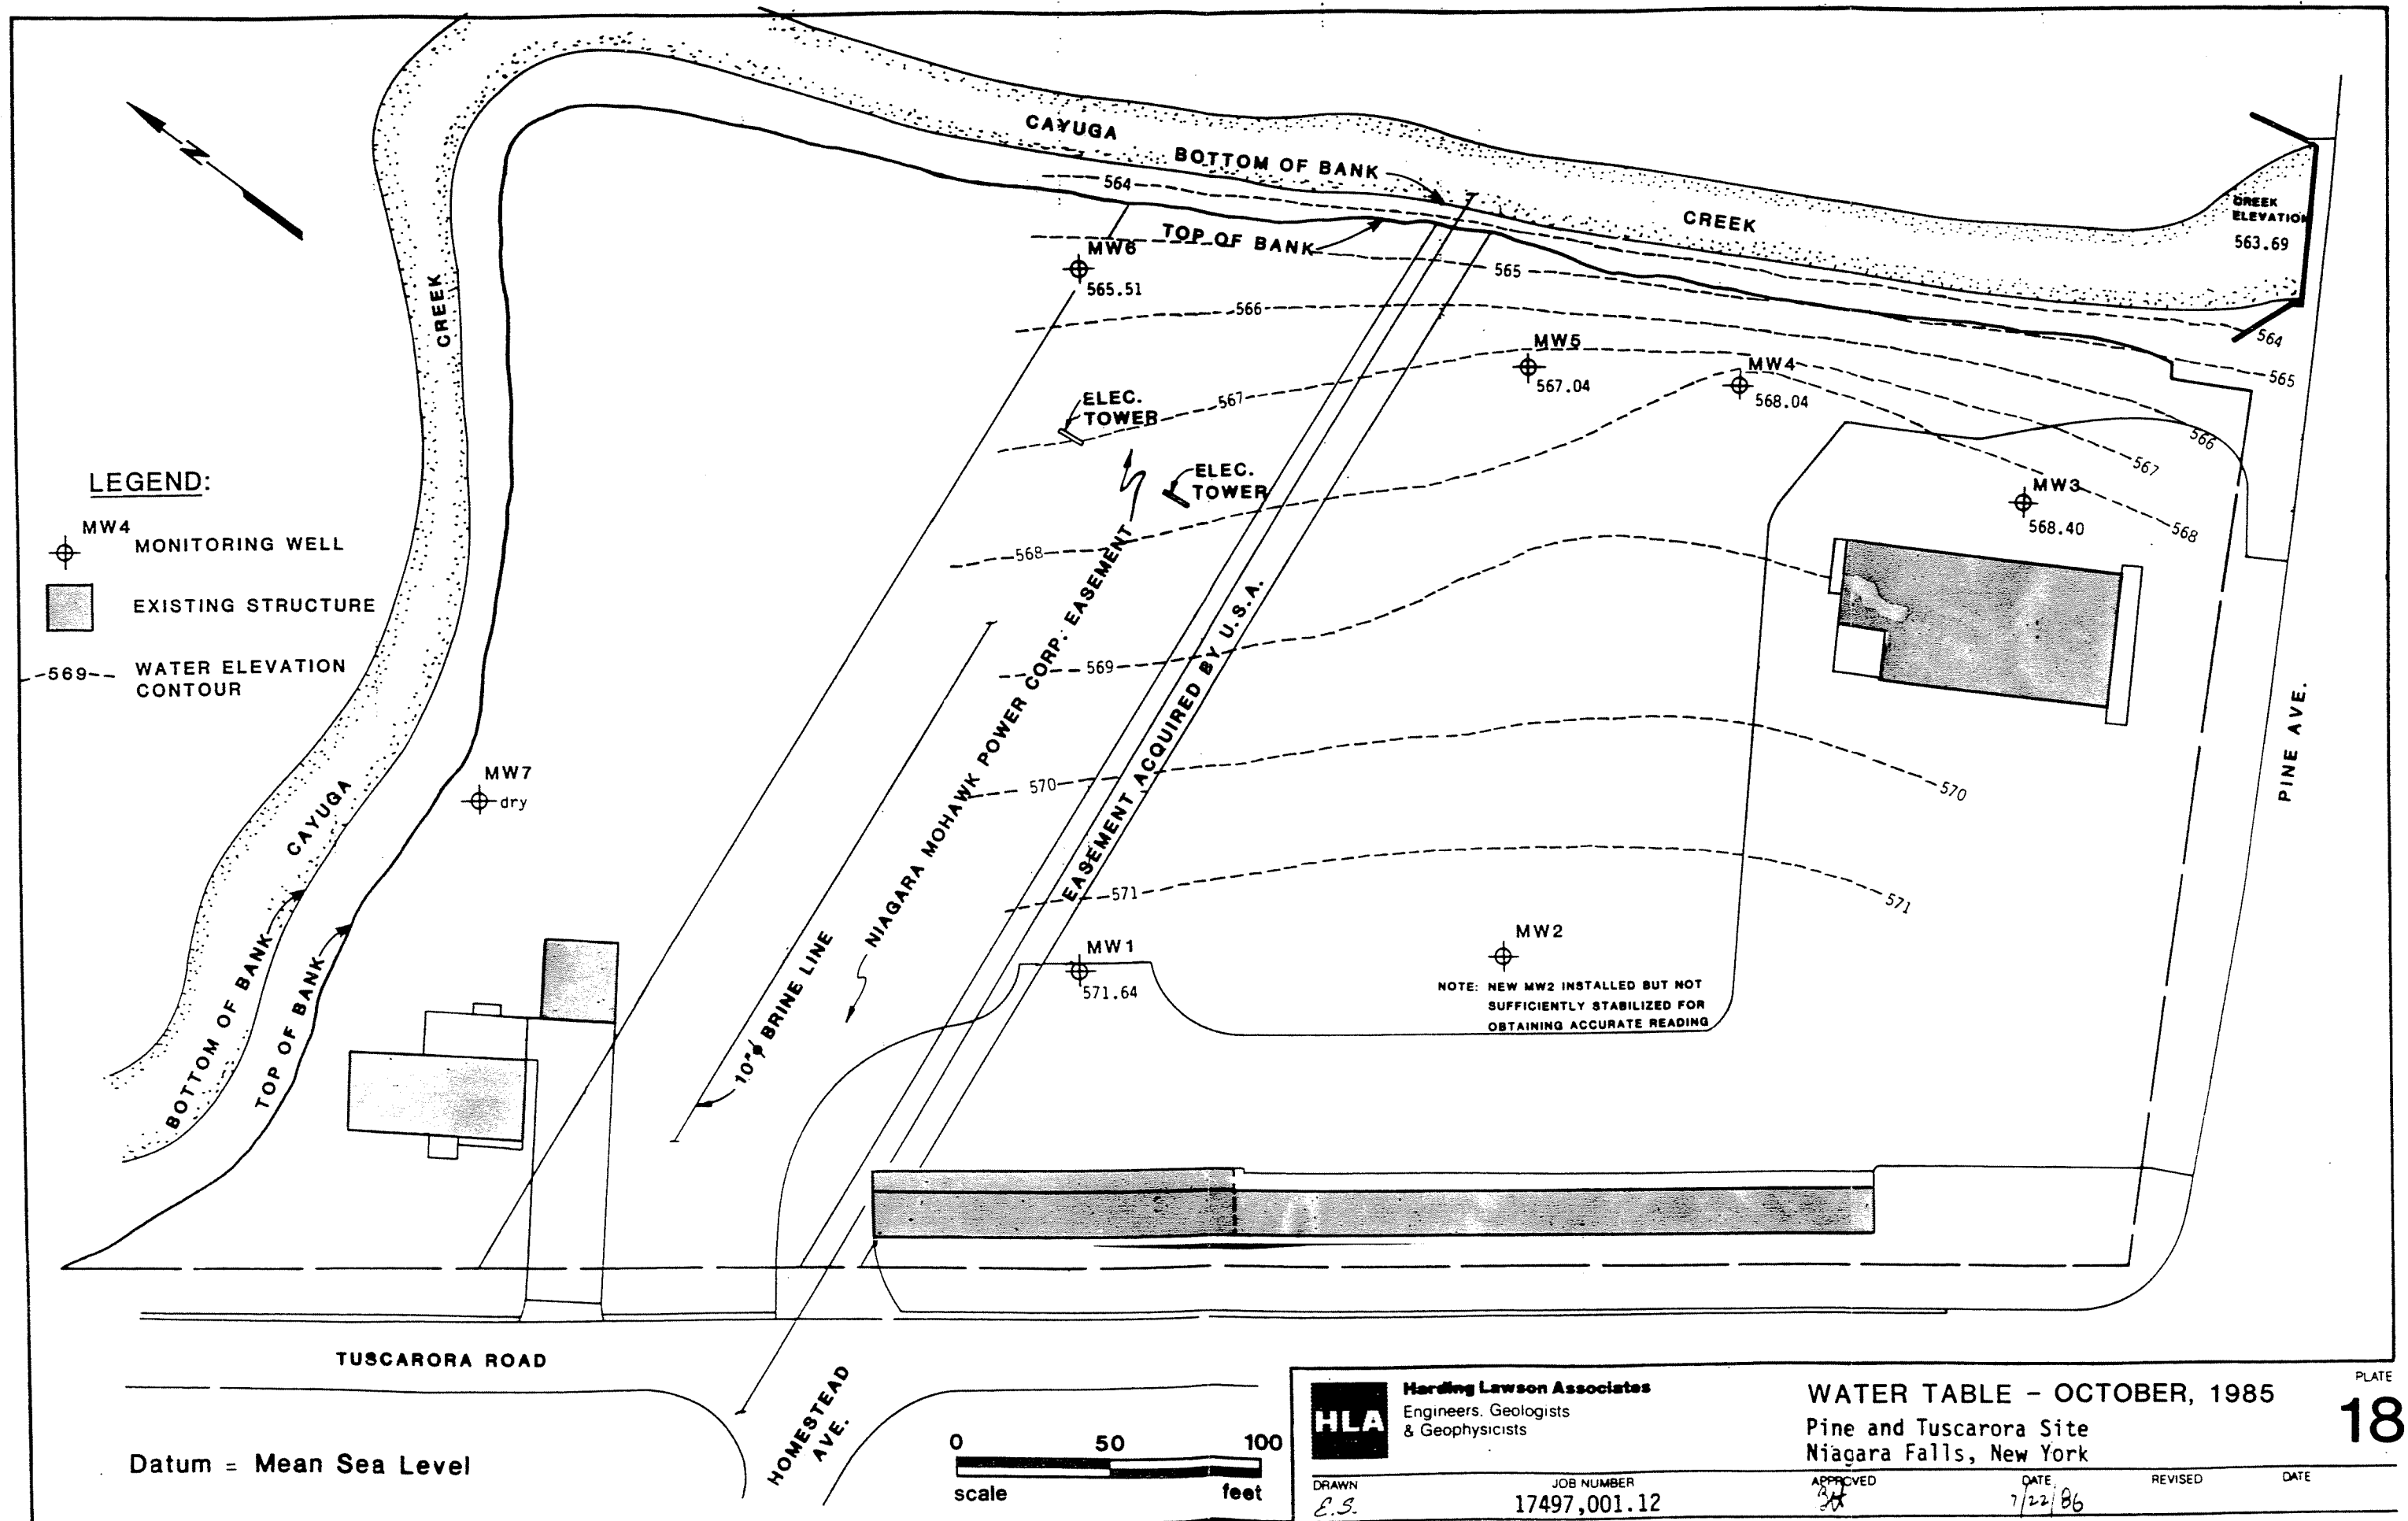 CAYUGA
BOTTOM OF BANK
564
TOP OF BANK
CREEK
CREEK
ELEVATION
563.69
N
MW6
565.51
565
566
564
565
CREEK
MW5
567.04
MW4
568.04
ELEC.
TOWER
567
566
567
LEGEND:
MW4
MONITORING WELL
EXISTING STRUCTURE
-569--
WATER ELEVATION
CONTOUR
ELEC.
TOWER
MW3
568.40
568
568
569
NIAGARA MOHAWK POWER CORP. EASEMENT
EASEMENT ACQUIRED BY U.S.A.
PINE AVE.
MW7
dry
CAYUGA
570
570
571
571
BOTTOM OF BANK
TOP OF BANK
10"ϕ BRINE LINE
MW1
571.64
MW2
NOTE: NEW MW2 INSTALLED BUT NOT
SUFFICIENTLY STABILIZED FOR
OBTAINING ACCURATE READING
TUSCARORA ROAD
HOMESTEAD
AVE.
Datum = Mean Sea Level
0 50 100
scale feet
HLA
Harding Lawson Associates
Engineers, Geologists
& Geophysicists
WATER TABLE - OCTOBER, 1985
Pine and Tuscarora Site
Niagara Falls, New York
PLATE
18
DRAWN
E.S.
JOB NUMBER
17497,001.12
APPROVED
DATE
7/22/86
REVISED
DATE